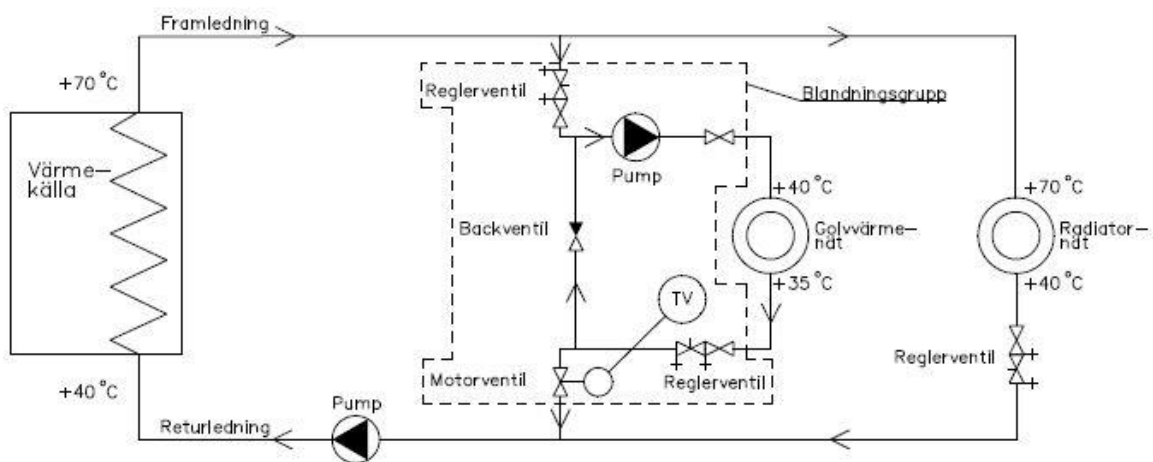 Framledning
+70°C
Reglerventil
Blandningsgrupp
Värme-
källa
Pump
+40°C
+70°C
Backventil
Golvvärme-
nät
Radiator-
nät
+35°C
+40°C
TV
Motorventil
Reglerventil
Reglerventil
+40°C
Pump
Returledning